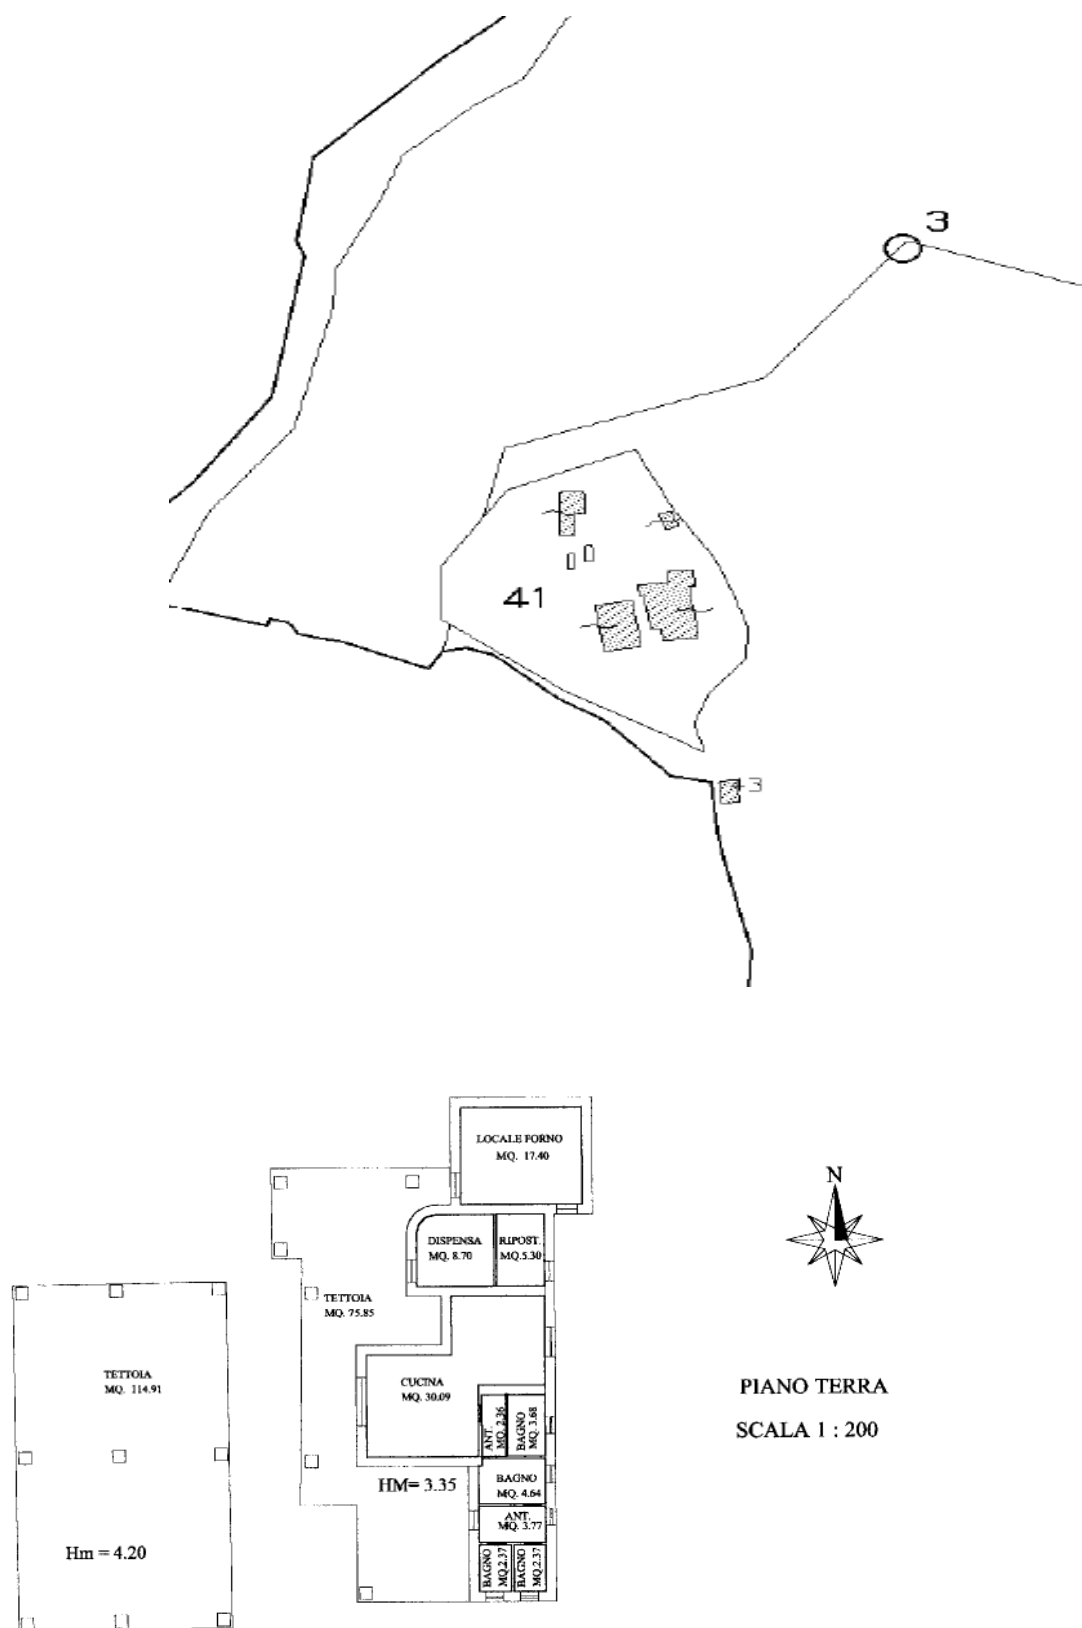 3
41
3
LOCALE FORNO
MQ. 17.40
N
DISPENSA
MQ. 8.70
RIPOST.
MQ.5.30
TETTOIA
MQ. 75.85
TETTOIA
MQ. 114.91
CUCINA
MQ. 30.09
PIANO TERRA
SCALA 1 : 200
ANT.
MQ. 2.36
BAGNO
MQ. 3.68
HM= 3.35
BAGNO
MQ. 4.64
ANT.
MQ. 3.77
Hm = 4.20
BAGNO
MQ.2.37
BAGNO
MQ.2.37